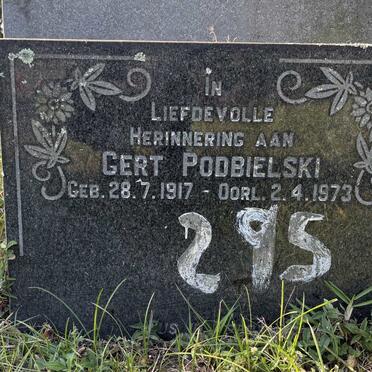 IN
LIEFDEVOLLE
HERINNERING AAN
GERT PODBIELSKI
GEB. 28.7.1917 - OORL. 2.4.1973
295